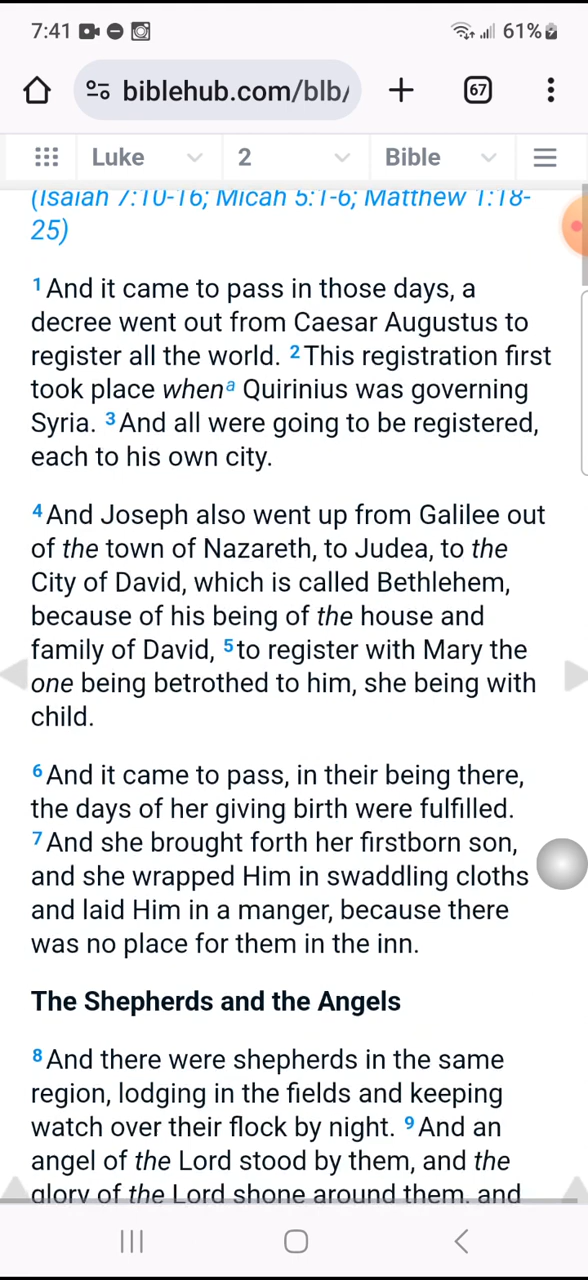 7:41 61%
biblehub.com/blb/ 67
Luke 2 Bible
(Isaiah 7:10-16; Micah 5:1-6; Matthew 1:18-
25)
1 And it came to pass in those days, a
decree went out from Caesar Augustus to
register all the world. 2 This registration first
took place when a Quirinius was governing
Syria. 3 And all were going to be registered,
each to his own city.
4 And Joseph also went up from Galilee out
of the town of Nazareth, to Judea, to the
City of David, which is called Bethlehem,
because of his being of the house and
family of David, 5 to register with Mary the
one being betrothed to him, she being with
child.
6 And it came to pass, in their being there,
the days of her giving birth were fulfilled.
7 And she brought forth her firstborn son,
and she wrapped Him in swaddling cloths
and laid Him in a manger, because there
was no place for them in the inn.
The Shepherds and the Angels
8 And there were shepherds in the same
region, lodging in the fields and keeping
watch over their flock by night. 9 And an
angel of the Lord stood by them, and the
glory of the Lord shone around them, and